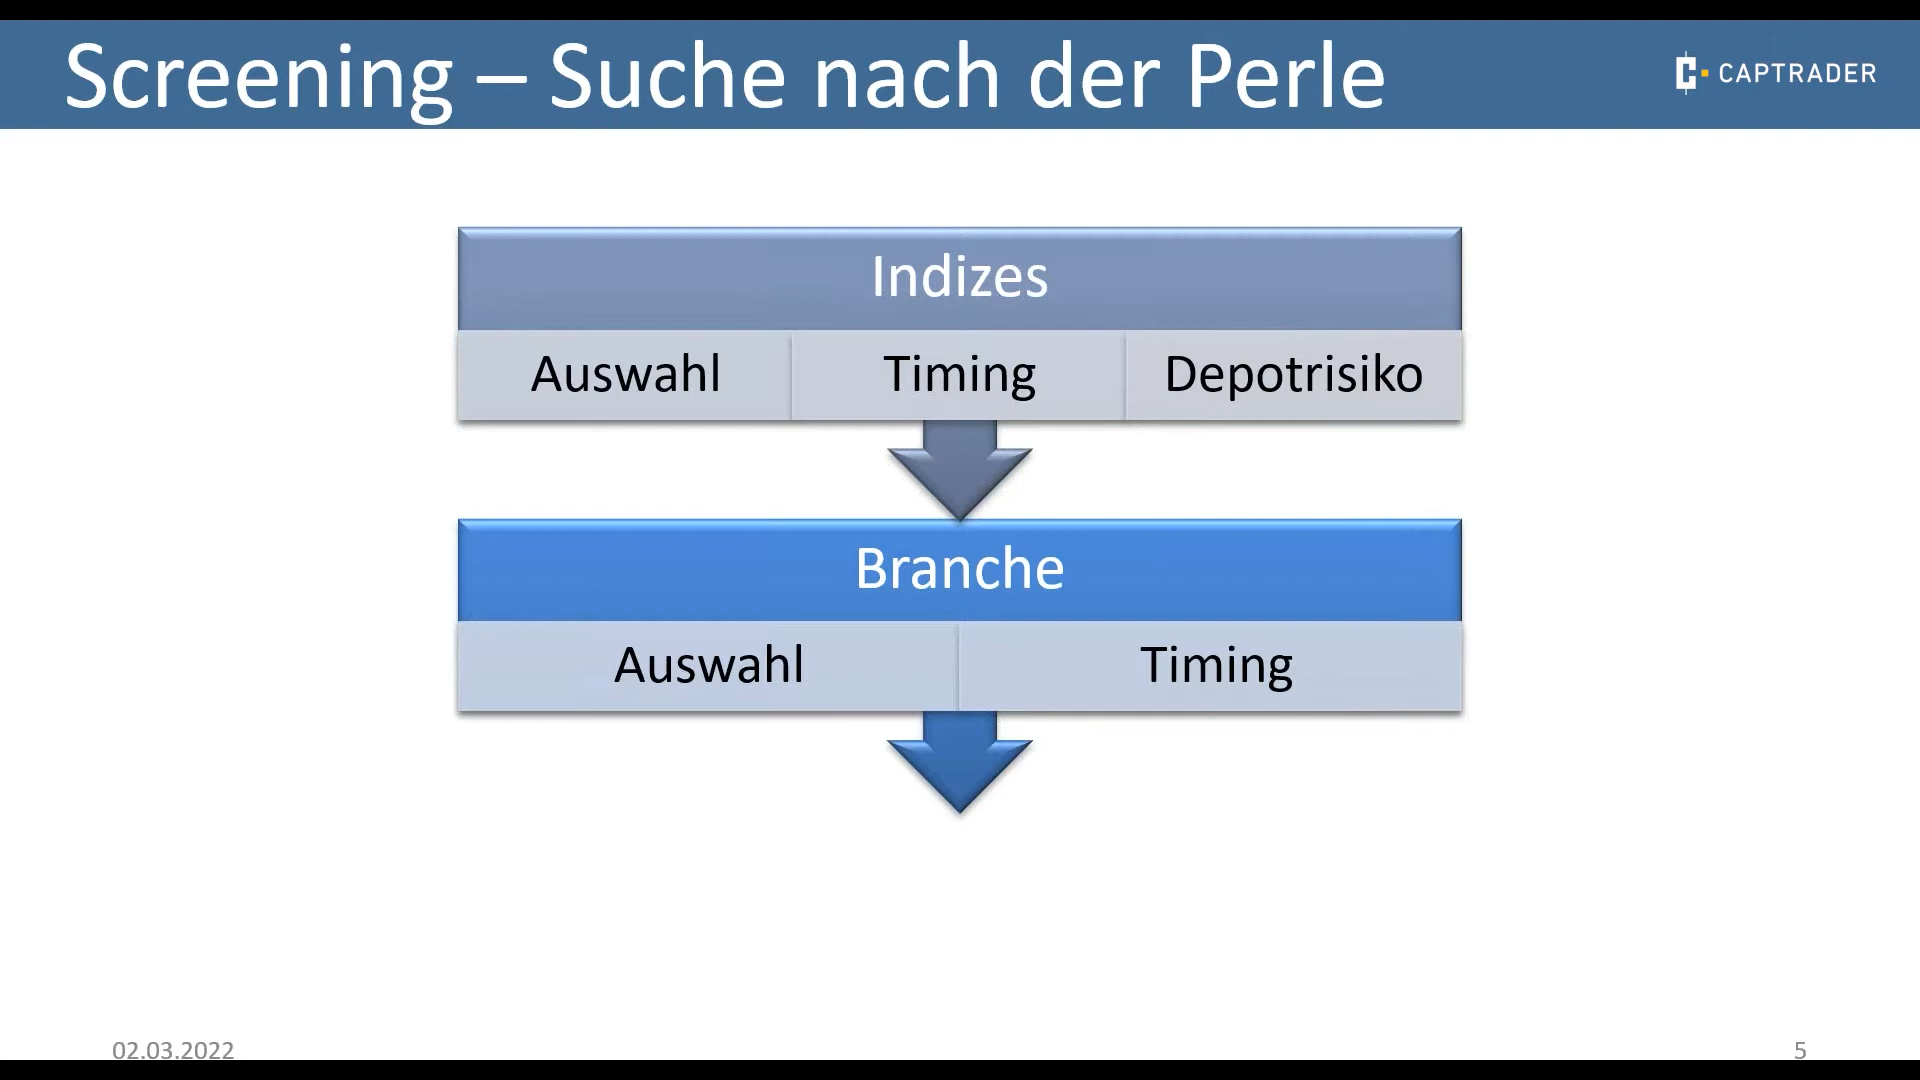 Screening – Suche nach der Perle
CAPTRADER
Indizes
Auswahl Timing Depotrisiko
Branche
Auswahl Timing
02.03.2022 5